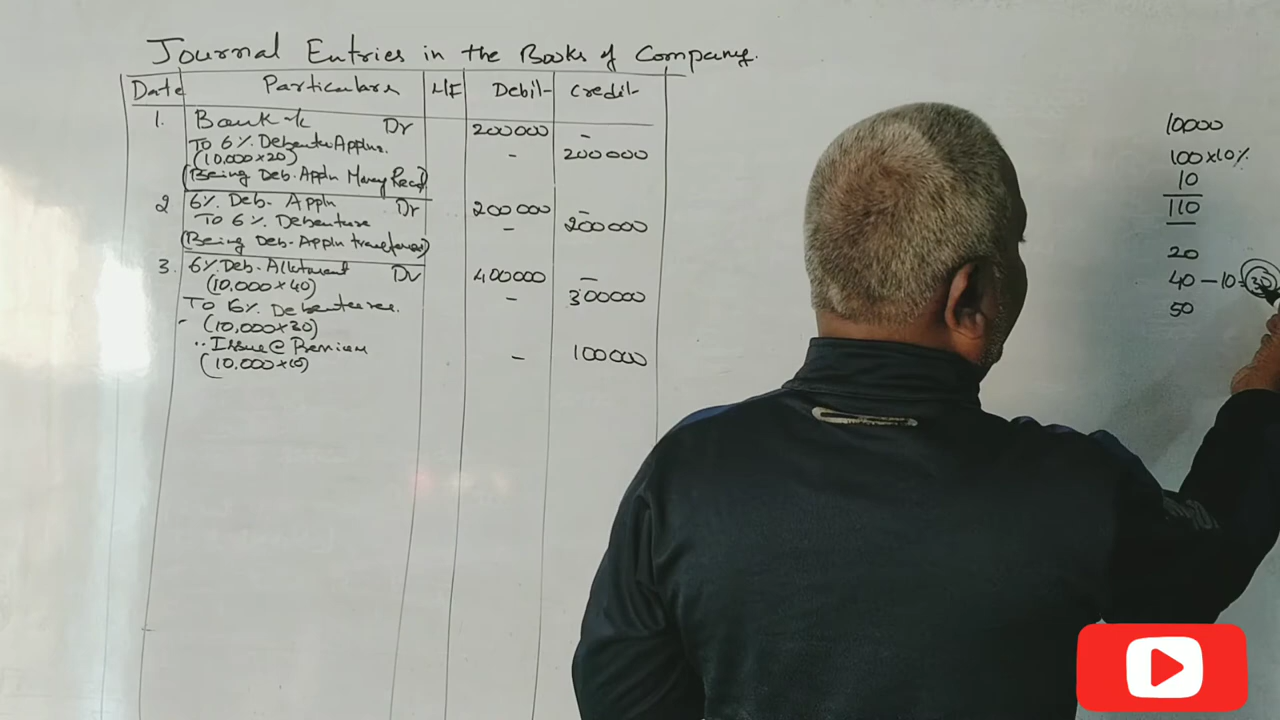 Journal Entries in the Books of Company.
Date Particulars L/F Debit- Credit-
1. Bank a/c Dr 200000 -
To 6% Debenture Appln. - 200000
(10,000×20)
(Being Deb. Appln Money Recd)
2 6% Deb. Appln Dr 200000 -
To 6% Debenture - 200000
(Being Deb. Appln transferred)
3. 6% Deb. Allotment Dr 400000 -
(10,000×40)
To 6% Debentures. - 300000
(10,000×30)
.. Issue@Premium
(10.000×10) - 100000
10000
100×10%
10
110
20
40-10=30
50